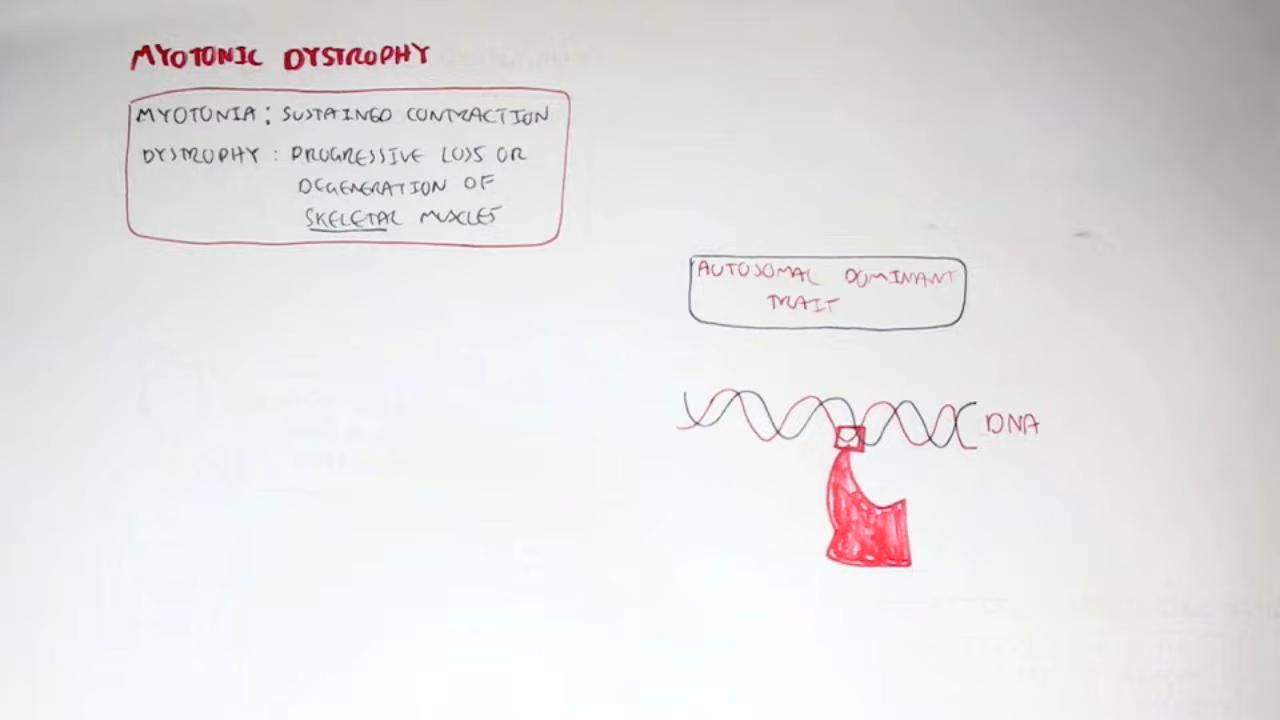 MYOTONIC DYSTROPHY
MYOTONIA: SUSTAINED CONTRACTION
DYSTROPHY: PROGRESSIVE LOSS OR
DEGENERATION OF
SKELETAL MUSCLES
AUTOSOMAL DOMINANT
TRAIT
DNA